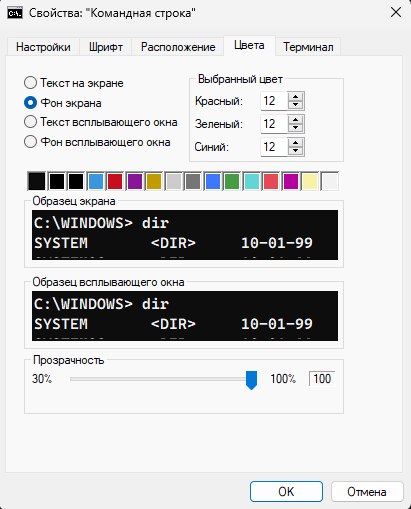 C:\.
Свойства: "Командная строка"
Настройки Шрифт Расположение Цвета Терминал
Текст на экране
Фон экрана
Текст всплывающего окна
Фон всплывающего окна
Выбранный цвет
Красный: 12
Зеленый: 12
Синий: 12
Образец экрана
C:\WINDOWS> dir
SYSTEM <DIR> 10-01-99
Образец всплывающего окна
C:\WINDOWS> dir
SYSTEM <DIR> 10-01-99
Прозрачность
30% 100% 100
OK Отмена